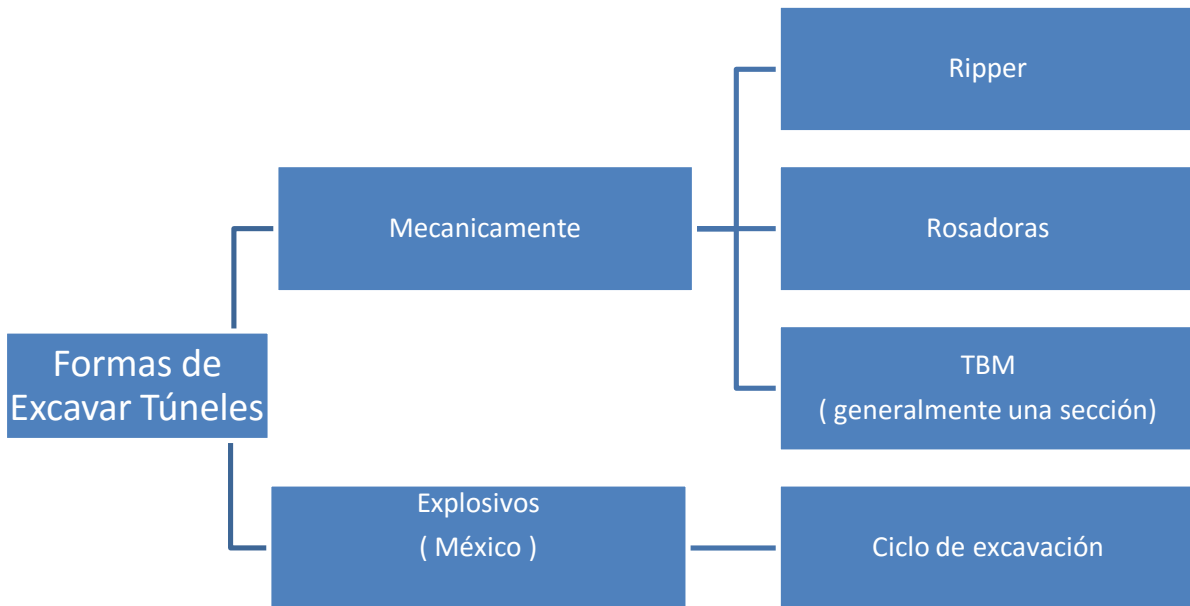 Formas de
Excavar Túneles
Mecanicamente
Ripper
Rosadoras
TBM
( generalmente una sección)
Explosivos
( México )
Ciclo de excavación